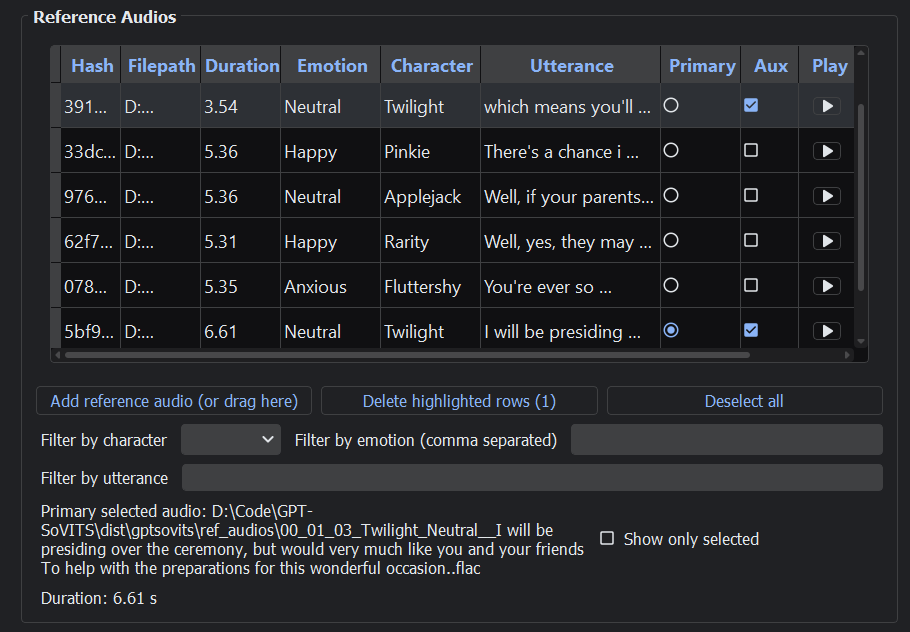 Reference Audios
Hash Filepath Duration Emotion Character Utterance Primary Aux Play
391... D:... 3.54 Neutral Twilight which means you'll ...
33dc... D:... 5.36 Happy Pinkie There's a chance i ...
976... D:... 5.36 Neutral Applejack Well, if your parents...
62f7... D:... 5.31 Happy Rarity Well, yes, they may ...
078... D:... 5.35 Anxious Fluttershy You're ever so ...
5bf9... D:... 6.61 Neutral Twilight I will be presiding ...
Add reference audio (or drag here) Delete highlighted rows (1) Deselect all
Filter by character Filter by emotion (comma separated)
Filter by utterance
Primary selected audio: D:\Code\GPT-
SoVITS\dist\gptsovits\ref_audios\00_01_03_Twilight_Neutral__I will be
presiding over the ceremony, but would very much like you and your friends
To help with the preparations for this wonderful occasion..flac
Show only selected
Duration: 6.61 s